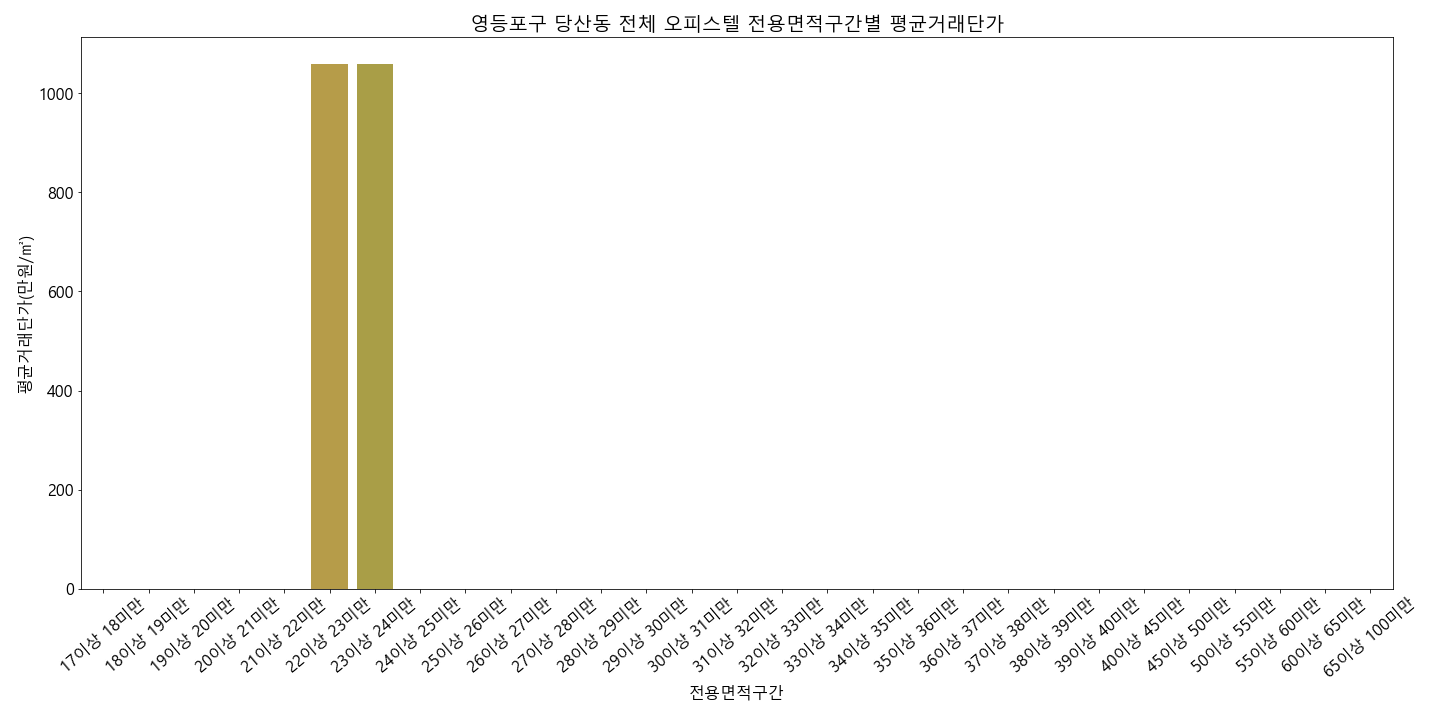 영등포구 당산동 전체 오피스텔 전용면적구간별 평균거래단가
평균거래단가(만원/㎡)
1000
800
600
400
200
0
17이상 18미만
18이상 19미만
19이상 20미만
20이상 21미만
21이상 22미만
22이상 23미만
23이상 24미만
24이상 25미만
25이상 26미만
26이상 27미만
27이상 28미만
28이상 29미만
29이상 30미만
30이상 31미만
31이상 32미만
32이상 33미만
33이상 34미만
34이상 35미만
35이상 36미만
36이상 37미만
37이상 38미만
38이상 39미만
39이상 40미만
40이상 45미만
45이상 50미만
50이상 55미만
55이상 60미만
60이상 65미만
65이상 100미만
전용면적구간